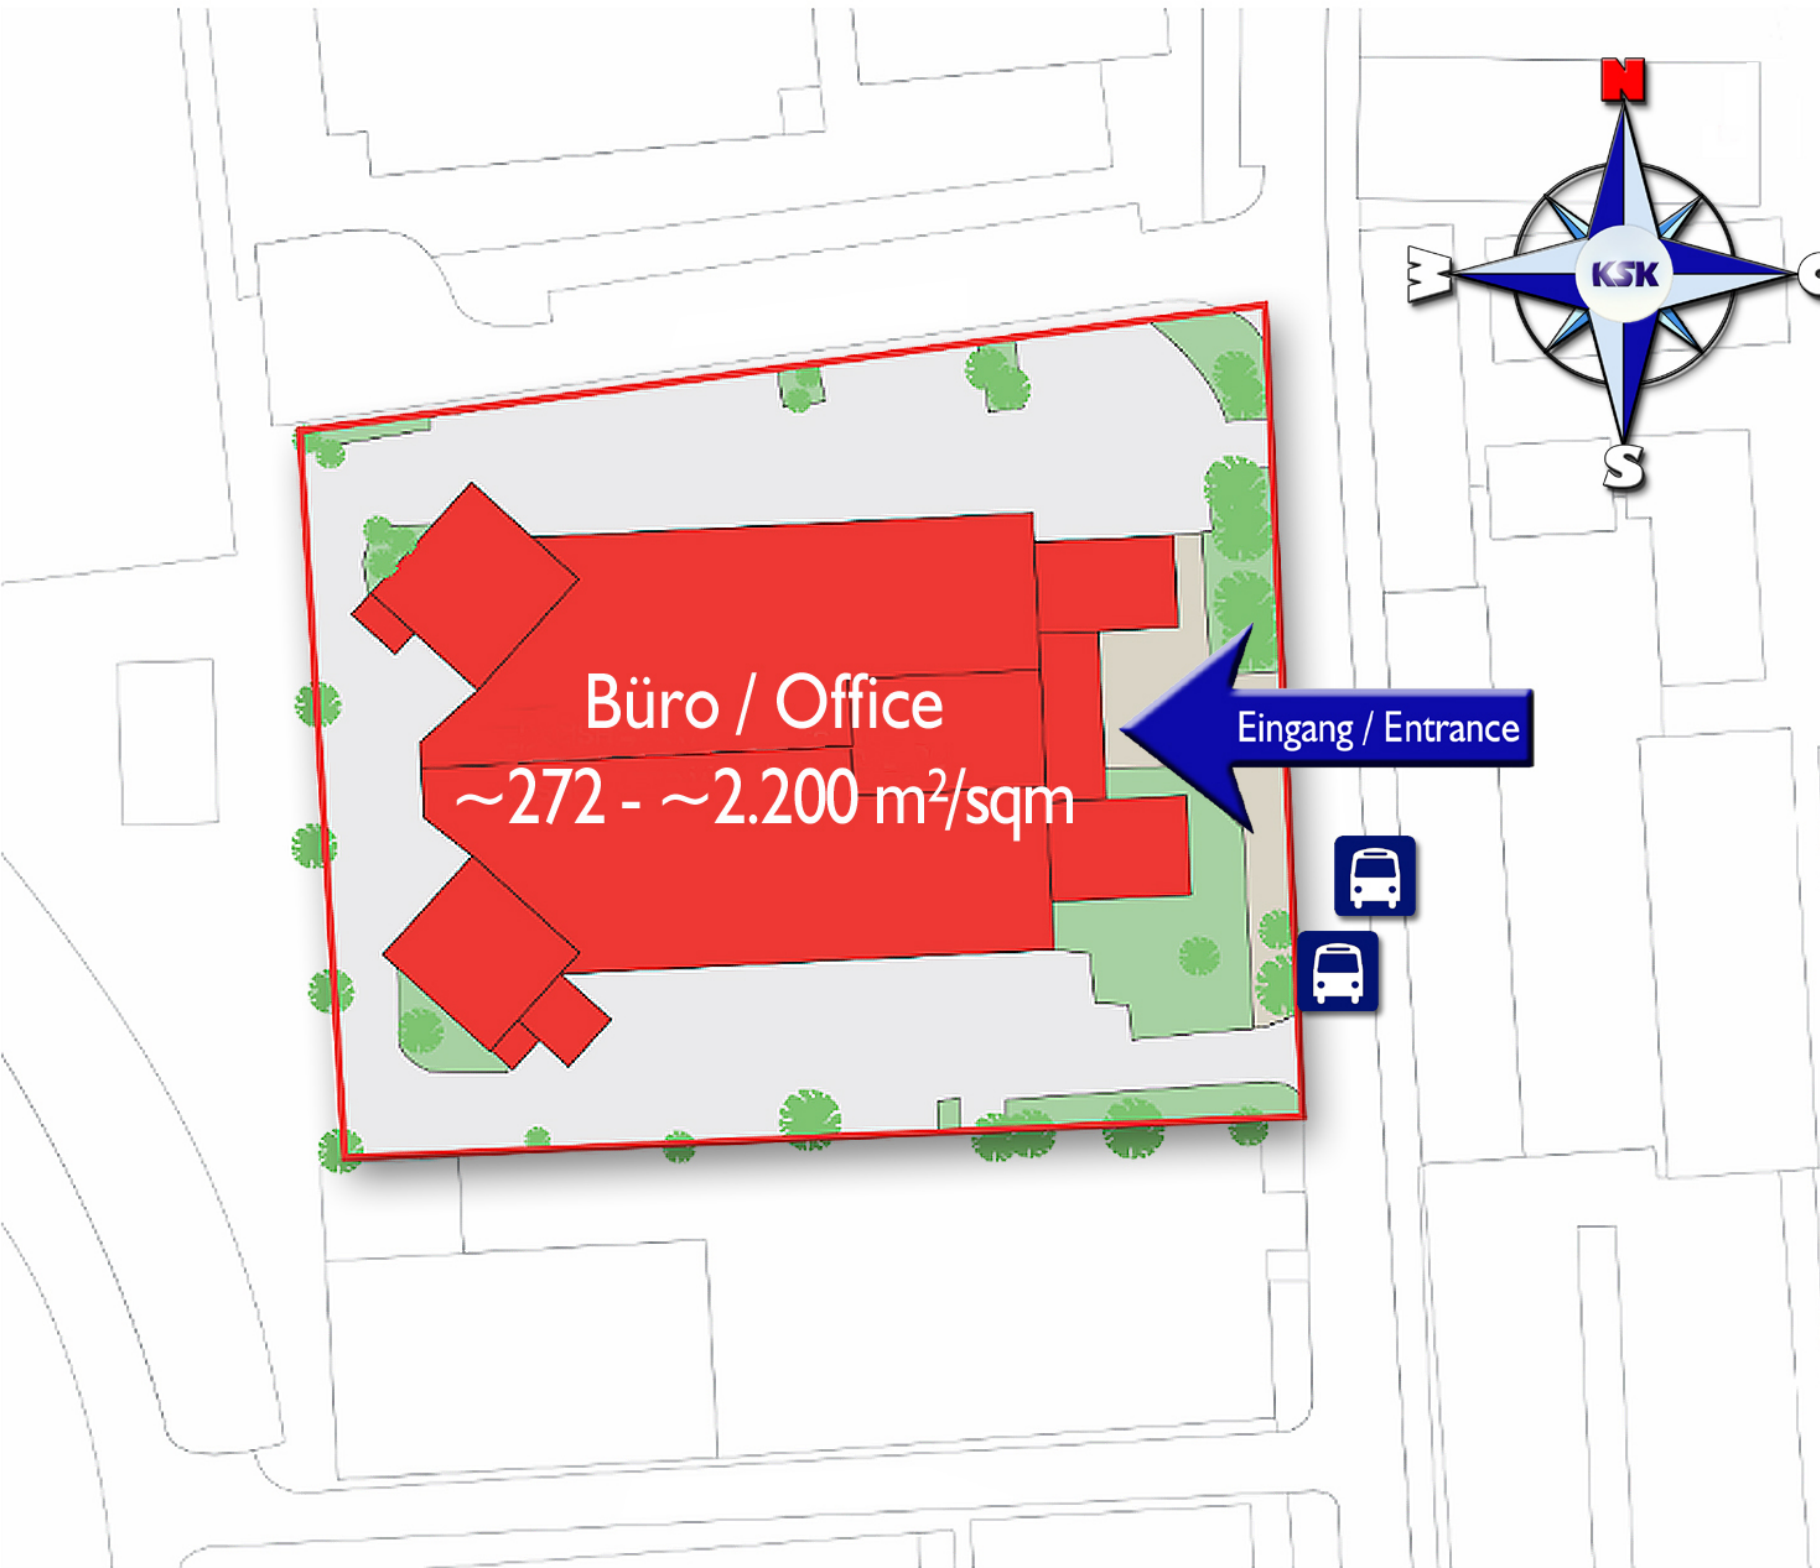 N
W
KSK
S
Büro / Office
~272 - ~2.200 m²/sqm
Eingang / Entrance